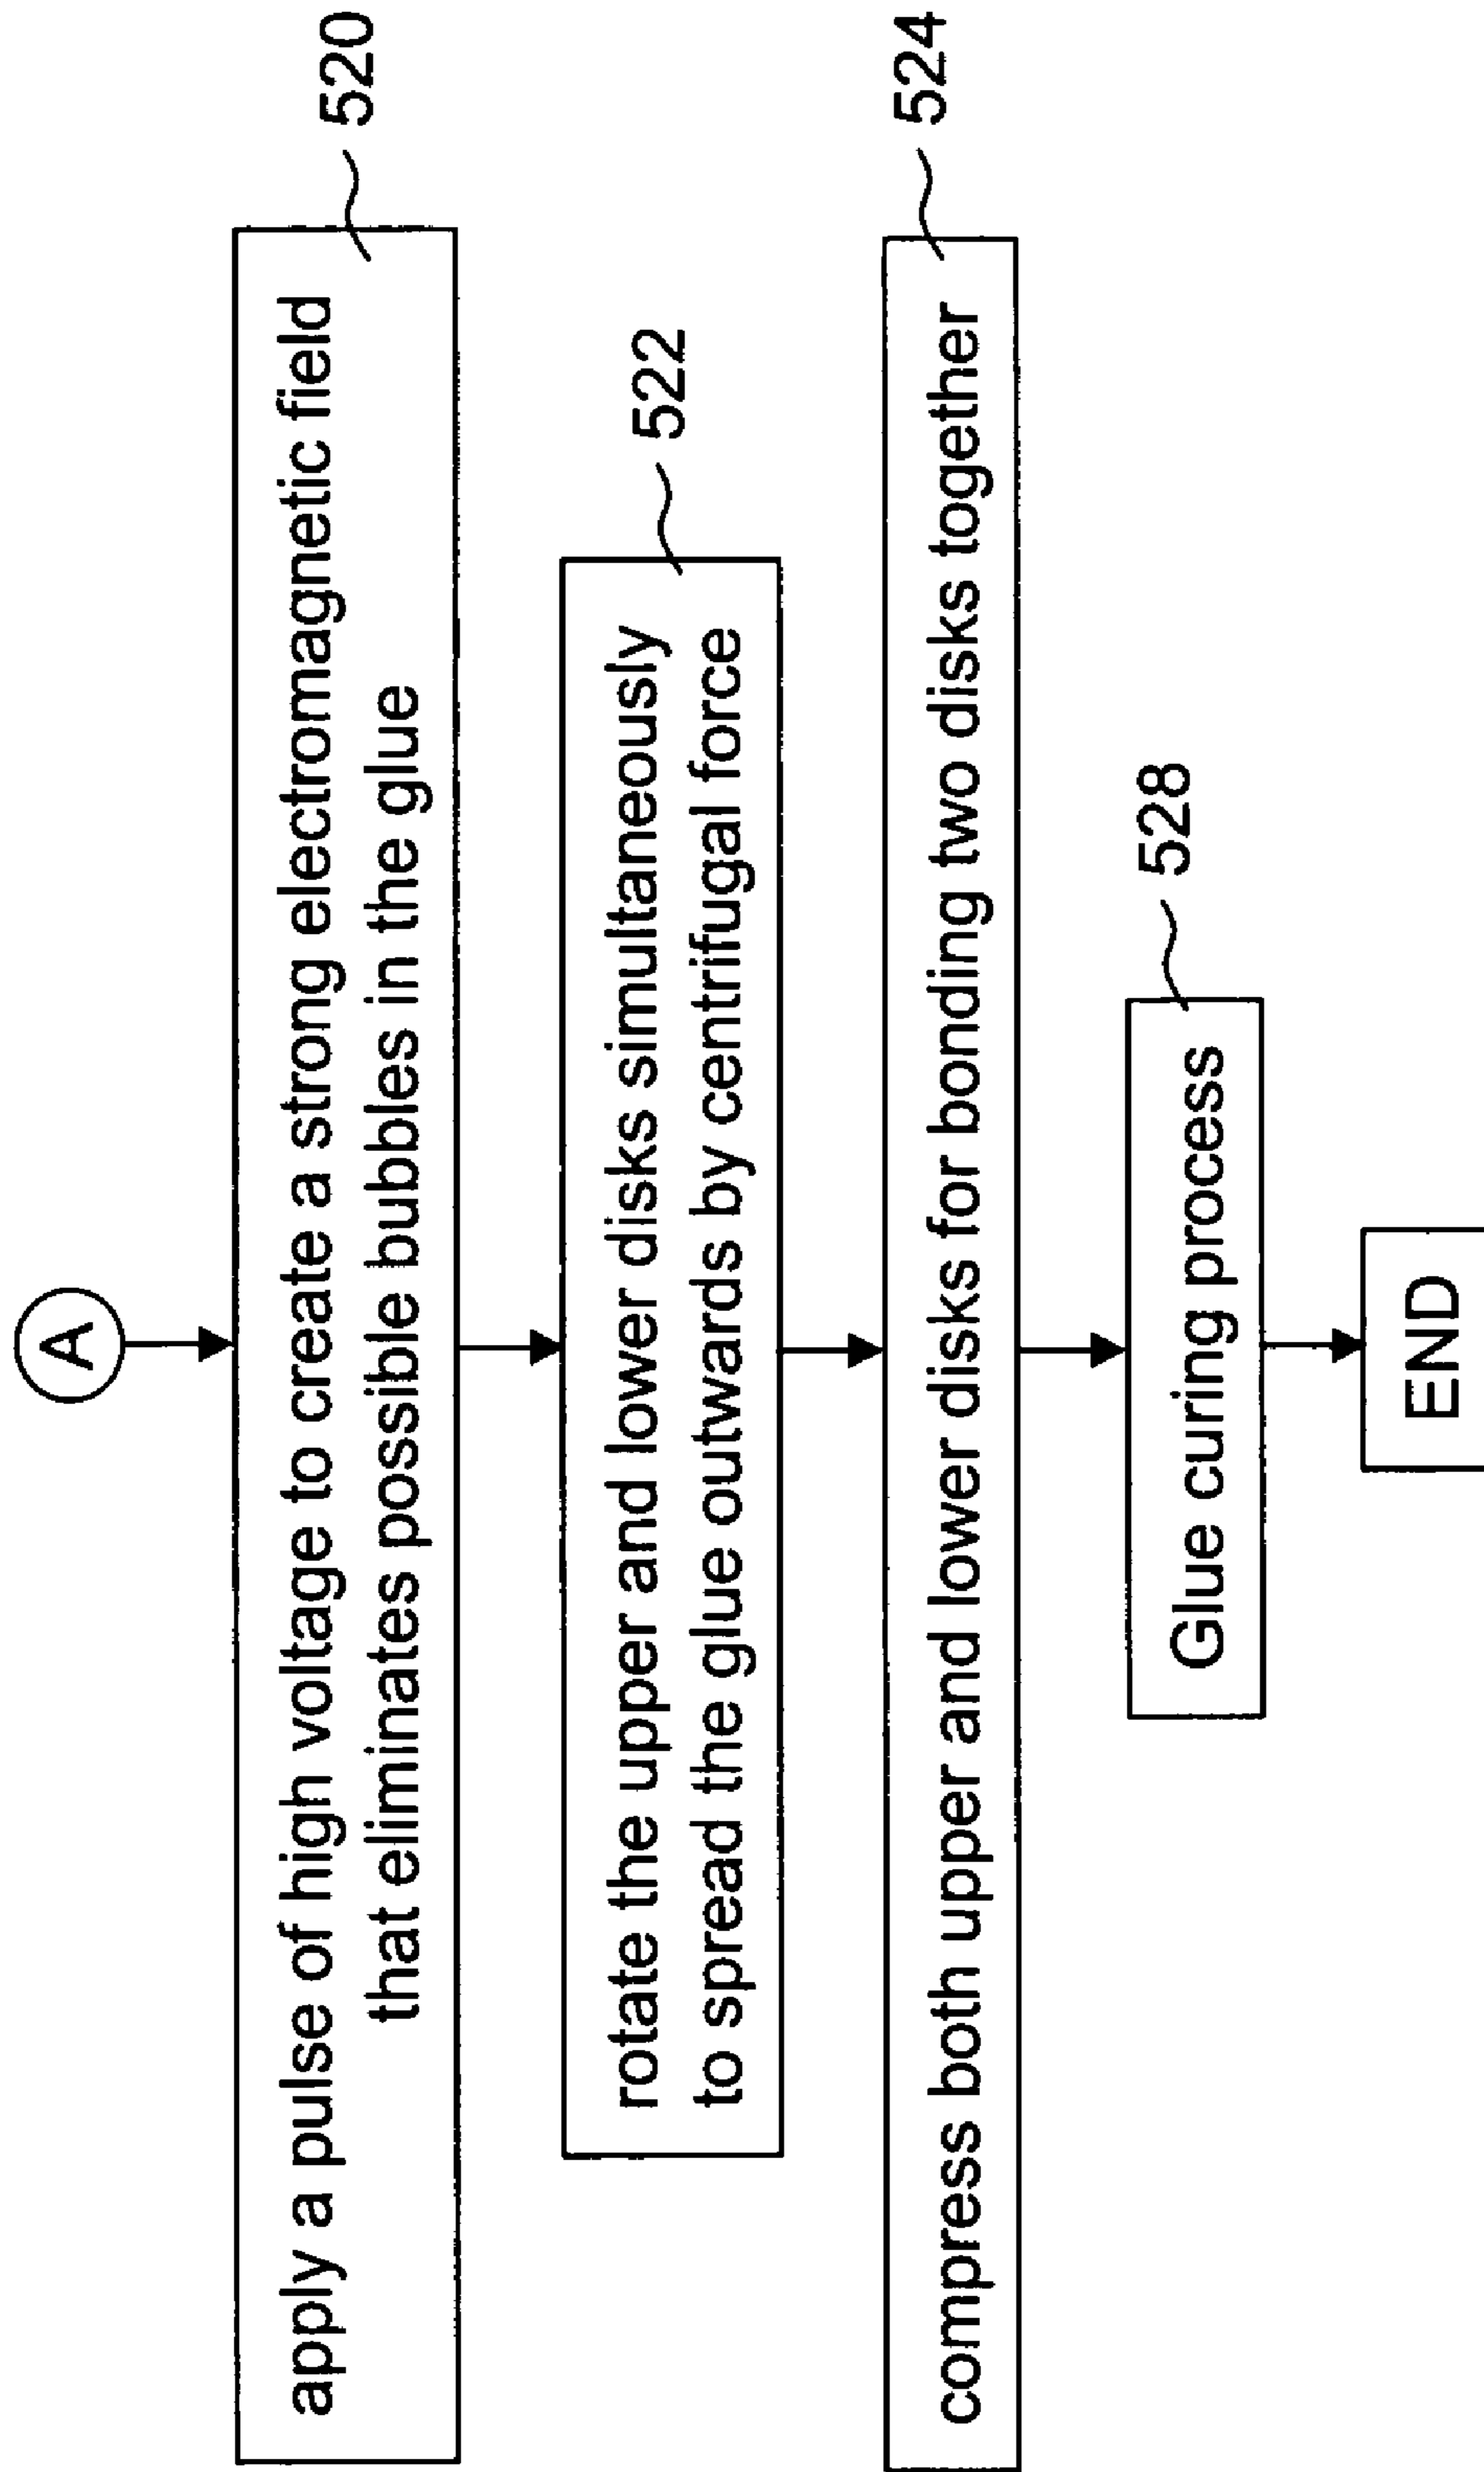 A
apply a pulse of hign voltage to create a strong electromagnetic field
that eliminates possible bubbles in the glue
520
rotate the upper and lower disks simultaneously
to spread the glue outwards by centrifugal force
522
compress both upper and lower disks for bonding two disks together
524
Glue curing process
528
END